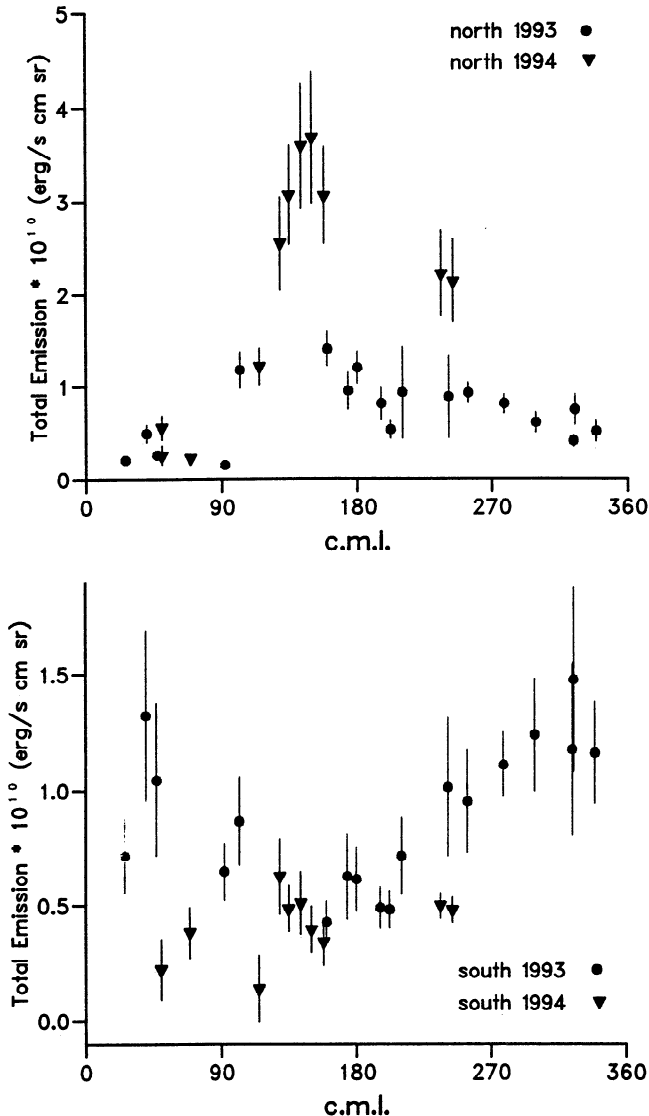 5
north 1993
north 1994
4
3
2
1
0
Total Emission * 10¹⁰ (erg/s cm sr)
0 90 180 270 360
c.m.l.
1.5
1.0
0.5
0.0
Total Emission * 10¹⁰ (erg/s cm sr)
south 1993
south 1994
0 90 180 270 360
c.m.l.